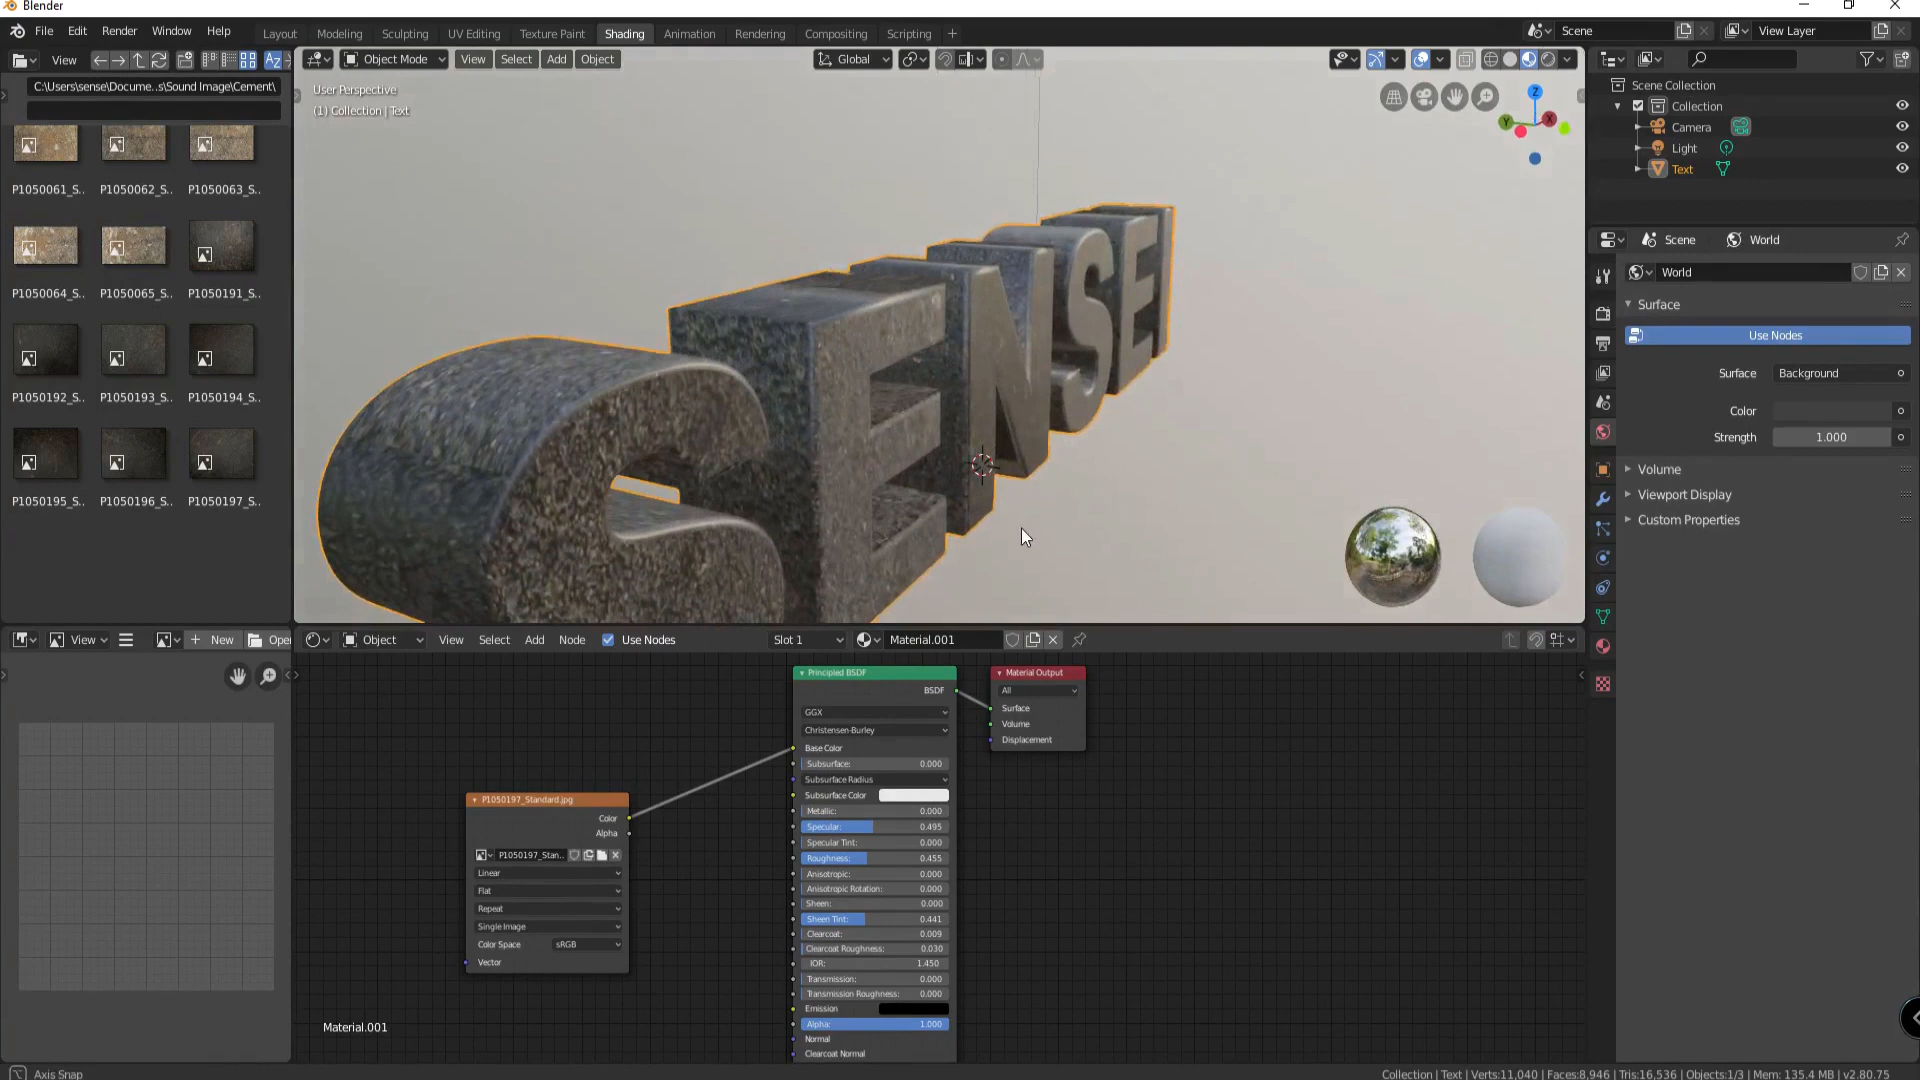 Blender
File Edit Render Window Help
Layout Modeling Sculpting UV Editing Texture Paint Shading Animation Rendering Compositing Scripting +
Scene
View Layer
View
C:\Users\sense\Docume..s\Sound Image\Cement\
P1050061_S.. P1050062_S.. P1050063_S..
P1050064_S.. P1050065_S.. P1050191_S..
P1050192_S.. P1050193_S.. P1050194_S..
P1050195_S.. P1050196_S.. P1050197_S..
Object Mode View Select Add Object
Global
User Perspective
(1) Collection | Text
SENSEI
Z
Y
X
Scene Collection
Collection
Camera
Light
Text
Scene World
World
Surface
Use Nodes
Surface Background
Color
Strength 1.000
Volume
Viewport Display
Custom Properties
View + New Open
Object View Select Add Node Use Nodes Slot 1 Material.001
P1050197_Standard.jpg
Color
Alpha
P1050197_Stan..
Linear
Flat
Repeat
Single Image
Color Space sRGB
Vector
Principled BSDF
BSDF
GGX
Christensen-Burley
Base Color
Subsurface: 0.000
Subsurface Radius
Subsurface Color
Metallic: 0.000
Specular: 0.495
Specular Tint: 0.000
Roughness: 0.455
Anisotropic: 0.000
Anisotropic Rotation: 0.000
Sheen: 0.000
Sheen Tint: 0.441
Clearcoat: 0.009
Clearcoat Roughness: 0.030
IOR: 1.450
Transmission: 0.000
Transmission Roughness: 0.000
Emission
Alpha: 1.000
Normal
Clearcoat Normal
Material Output
All
Surface
Volume
Displacement
Material.001
Axis Snap
Collection | Text | Verts:11,040 | Faces:8,946 | Tris:16,536 | Objects:1/3 | Mem: 135.4 MB | v2.80.75